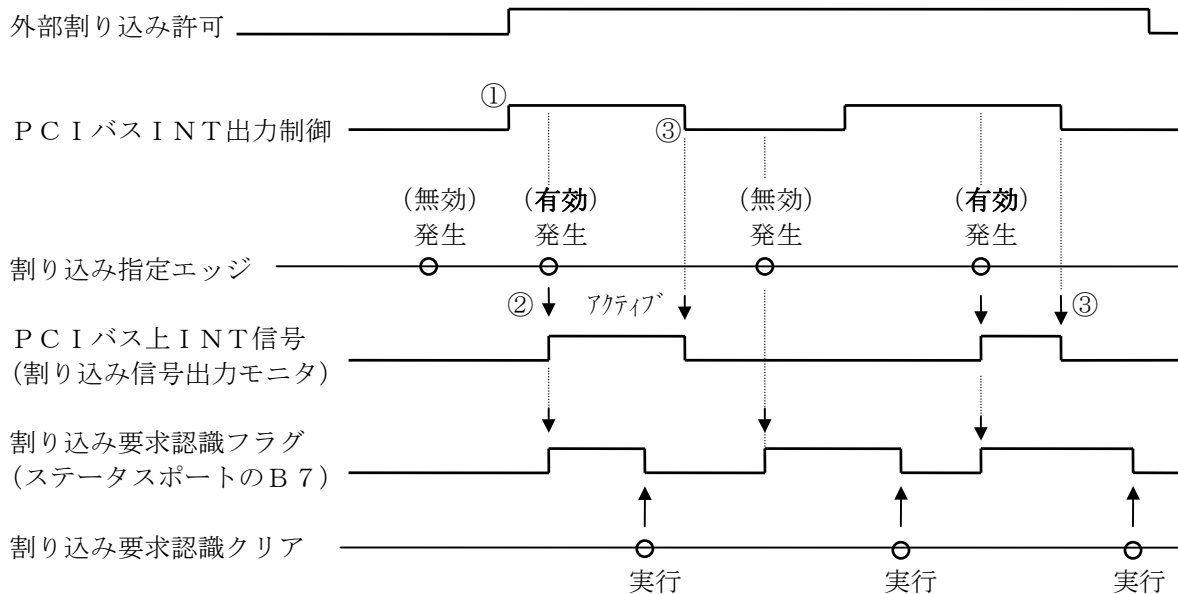 外部割り込み許可
①
ＰＣＩバスＩＮＴ出力制御
③
(無効) (有効) (無効) (有効)
発生 発生 発生 発生
割り込み指定エッジ
② ｱｸﾃｨﾌﾞ ③
ＰＣＩバス上ＩＮＴ信号
(割り込み信号出力モニタ)
割り込み要求認識フラグ
(ステータスポートのＢ７)
割り込み要求認識クリア
実行 実行 実行